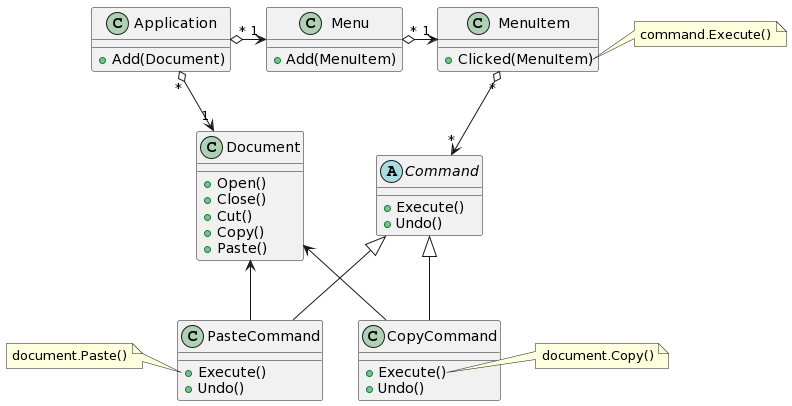 C Application
+ Add(Document)
* 1
C Menu
+ Add(MenuItem)
* 1
C MenuItem
+ Clicked(MenuItem)
command.Execute()
*
1
*
*
C Document
+ Open()
+ Close()
+ Cut()
+ Copy()
+ Paste()
A Command
+ Execute()
+ Undo()
document.Paste()
C PasteCommand
+ Execute()
+ Undo()
C CopyCommand
+ Execute()
+ Undo()
document.Copy()